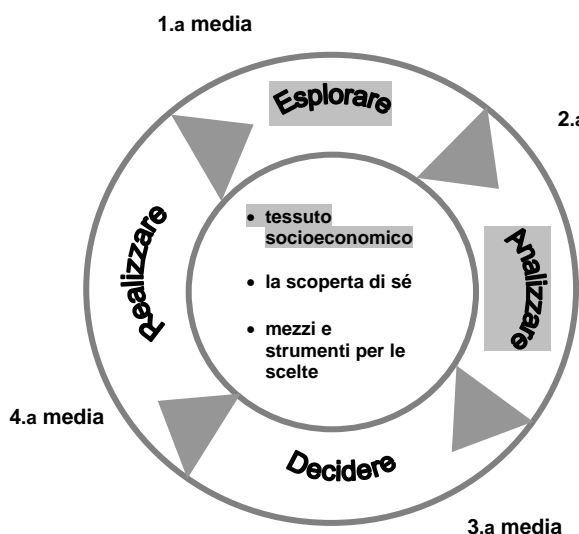 1.a media
Esplorare
2.a
• tessuto
socioeconomico
• la scoperta di sé
• mezzi e
strumenti per le
scelte
Analizzare
Realizzare
4.a media
Decidere
3.a media